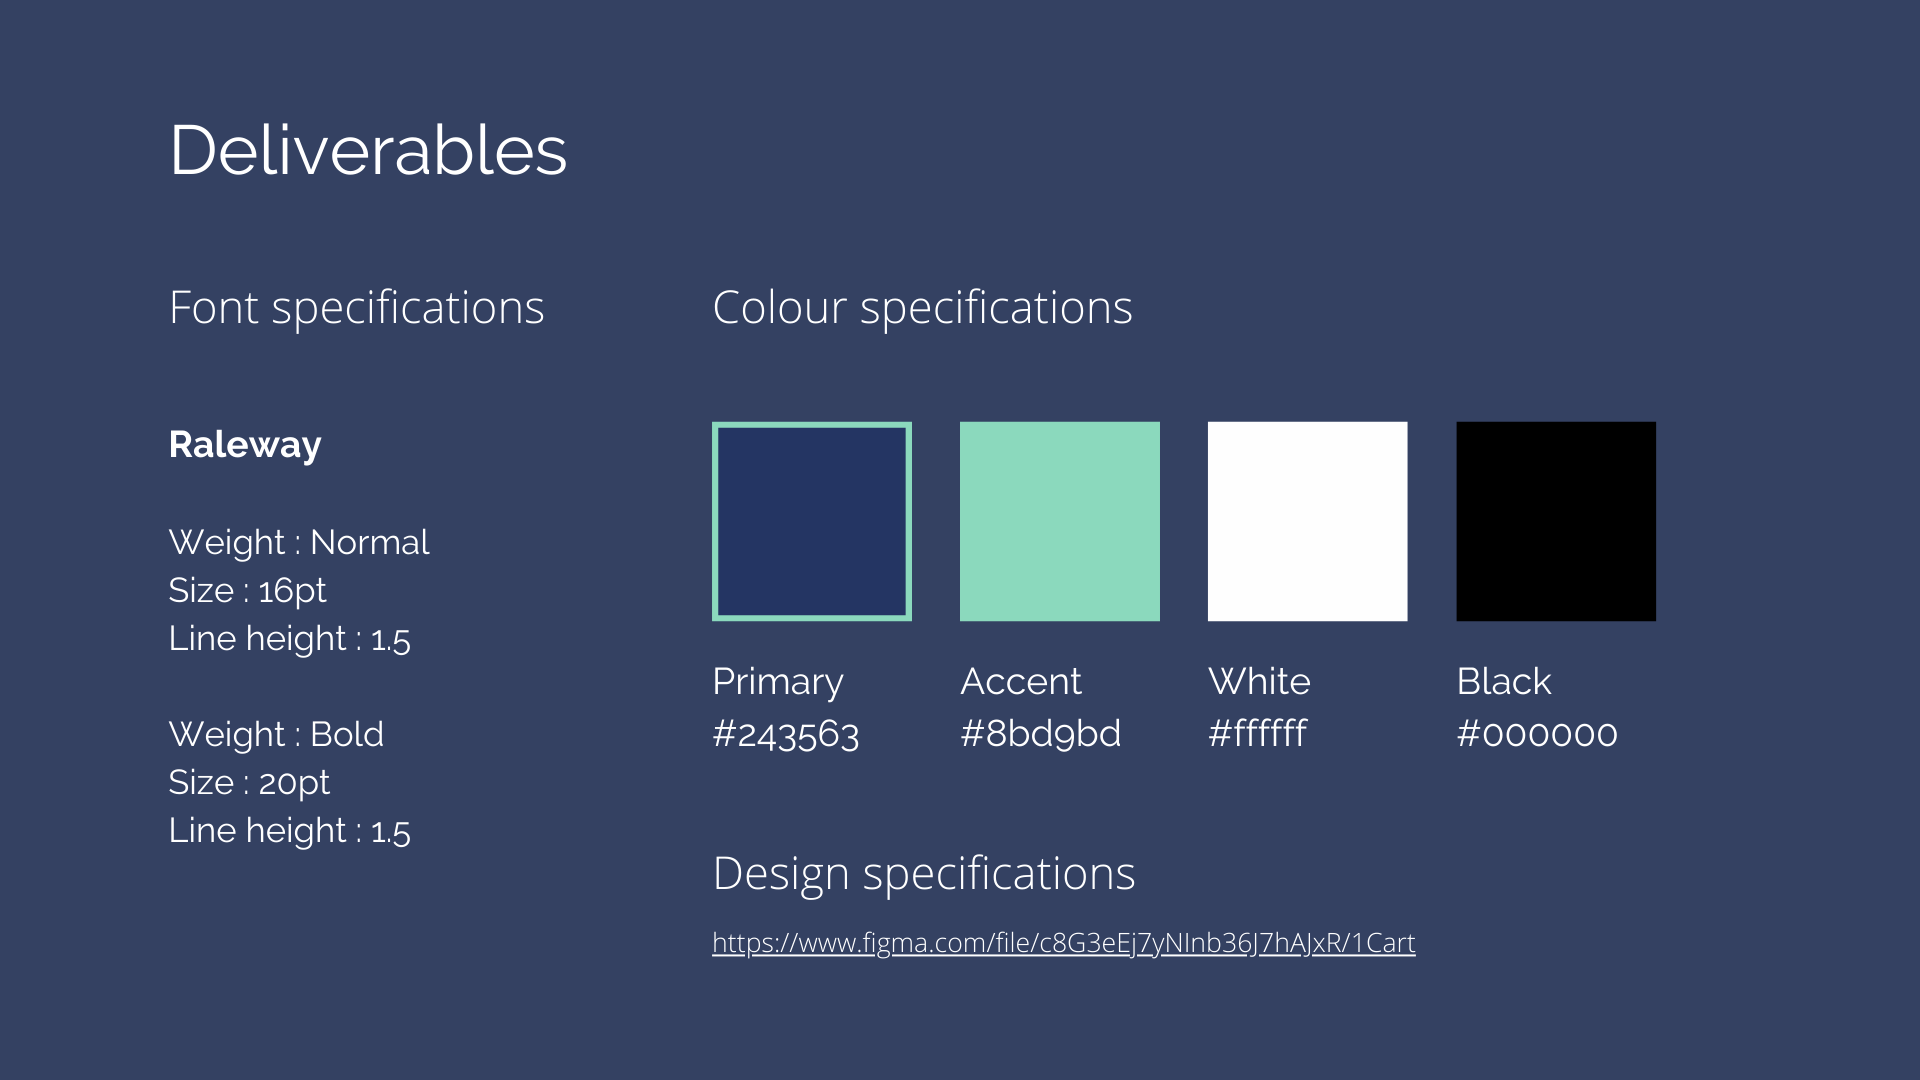 Deliverables
Font specifications
Raleway
Weight : Normal
Size : 16pt
Line height : 1.5
Weight : Bold
Size : 20pt
Line height : 1.5
Colour specifications
Primary
#243563
Accent
#8bd9bd
White
#ffffff
Black
#000000
Design specifications
https://www.figma.com/file/c8G3eEj7yNInb36J7hAJxR/1Cart